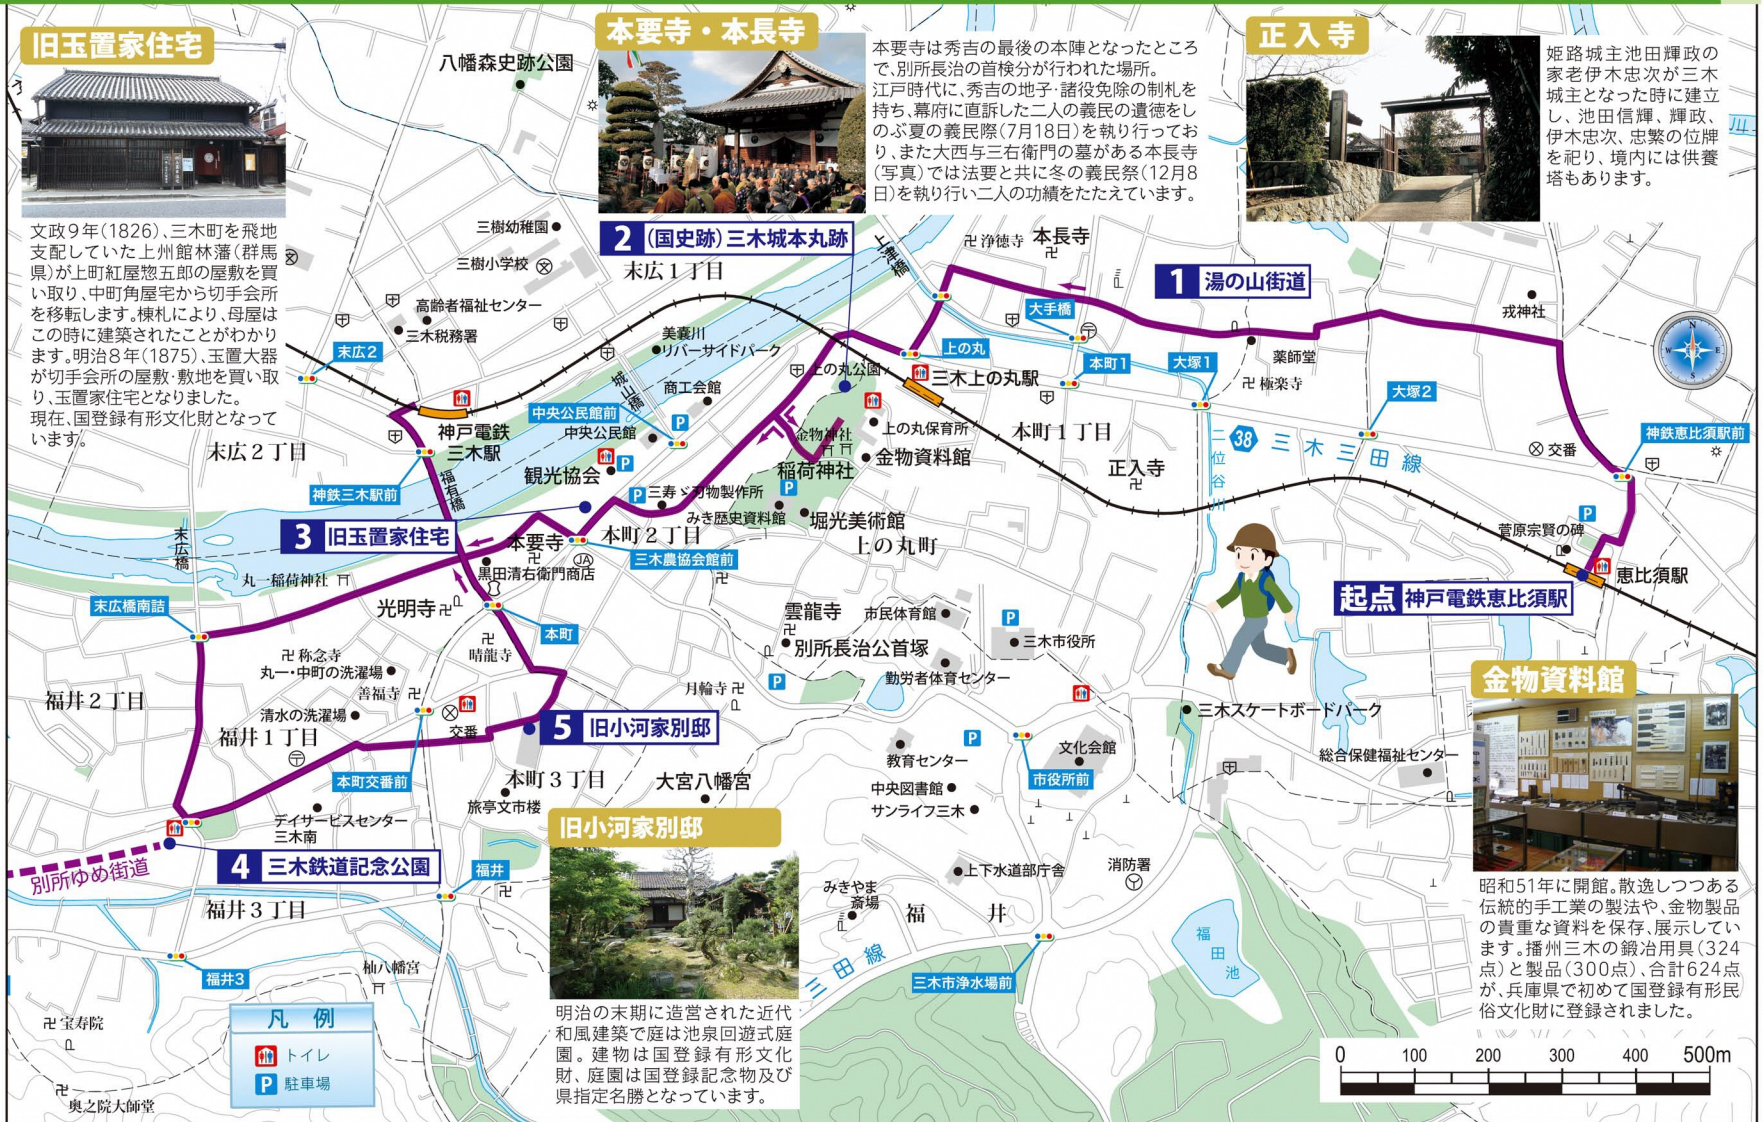 旧玉置家住宅
文政9年(1826)、三木町を飛地
支配していた上州館林藩(群馬
県)が上町紅屋惣五郎の屋敷を買
い取り、中町角屋宅から切手会所
を移転します。棟札により、母屋は
この時に建築されたことがわかり
ます。明治8年(1875)、玉置大器
が切手会所の屋敷・敷地を買い取
り、玉置家住宅となりました。
現在、国登録有形文化財となって
います。
本要寺・本長寺
本要寺は秀吉の最後の本陣となったところ
で、別所長治の首検分が行われた場所。
江戸時代に、秀吉の地子・諸役免除の制札を
持ち、幕府に直訴した二人の義民の遺徳をし
のぶ夏の義民際(7月18日)を執り行ってお
り、また大西与三右衛門の墓がある本長寺
(写真)では法要と共に冬の義民祭(12月8
日)を執り行い二人の功績をたたえています。
正入寺
姫路城主池田輝政の
家老伊木忠次が三木
城主となった時に建立
し、池田信輝、輝政、
伊木忠次、忠繁の位牌
を祀り、境内には供養
塔もあります。
八幡森史跡公園
三樹幼稚園
三樹小学校
高齢者福祉センター
三木税務署
2 (国史跡)三木城本丸跡
末広1丁目
上津橋
浄徳寺
本長寺
1 湯の山街道
大手橋
戎神社
N
E
S
W
末広2
美嚢川
リバーサイドパーク
上の丸
上の丸公園
三木上の丸駅
本町1
大塚1
薬師堂
極楽寺
大塚2
城山橋
商工会館
中央公民館前
中央公民館
P
神戸電鉄
三木駅
末広2丁目
金物神社
上の丸保育所
本町1丁目
金物資料館
稲荷神社
正入寺
38 三木三田線
二位谷川
交番
神鉄恵比須駅前
神鉄三木駅前
福有橋
観光協会
P
P 三寿ゞ刃物製作所
P
みき歴史資料館
堀光美術館
上の丸町
末広橋
3 旧玉置家住宅
本要寺
本町2丁目
JA
三木農協会館前
黒田清右衛門商店
P
菅原宗賢の碑
恵比須駅
起点 神戸電鉄恵比須駅
丸一稲荷神社
末広橋南詰
光明寺
本町
雲龍寺
市民体育館
P
三木市役所
別所長治公首塚
勤労者体育センター
晴龍寺
称念寺
丸一・中町の洗濯場
善福寺
福井2丁目
清水の洗濯場
福井1丁目
交番
月輪寺
P
5 旧小河家別邸
三木スケートボードパーク
P
教育センター
文化会館
総合保健福祉センター
本町交番前
本町3丁目
大宮八幡宮
市役所前
中央図書館
サンライフ三木
旅亭文市楼
デイサービスセンター
三木南
4 三木鉄道記念公園
別所ゆめ街道
福井
福井3丁目
上下水道部庁舎
消防署
みきやま
斎場
福井
福井3
杣八幡宮
三田線
三木市浄水場前
福田池
宝寿院
奥之院大師堂
凡例
トイレ
P 駐車場
旧小河家別邸
明治の末期に造営された近代
和風建築で庭は池泉回遊式庭
園。建物は国登録有形文化
財、庭園は国登録記念物及び
県指定名勝となっています。
金物資料館
昭和51年に開館。散逸しつつある
伝統的手工業の製法や、金物製品
の貴重な資料を保存、展示してい
ます。播州三木の鍛冶用具(324
点)と製品(300点)、合計624点
が、兵庫県で初めて国登録有形民
俗文化財に登録されました。
0 100 200 300 400 500m